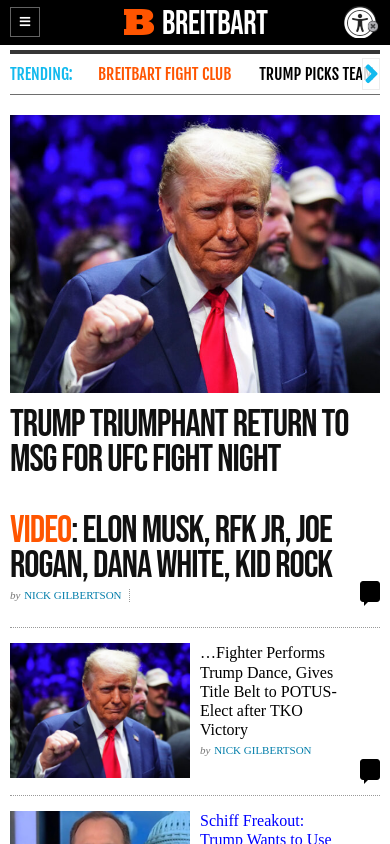 BREITBART
TRENDING: BREITBART FIGHT CLUB TRUMP PICKS TEA
TRUMP TRIUMPHANT RETURN TO
MSG FOR UFC FIGHT NIGHT
VIDEO: ELON MUSK, RFK JR, JOE
ROGAN, DANA WHITE, KID ROCK
by NICK GILBERTSON
…Fighter Performs
Trump Dance, Gives
Title Belt to POTUS-
Elect after TKO
Victory
by NICK GILBERTSON
Schiff Freakout:
Trump Wants to Use